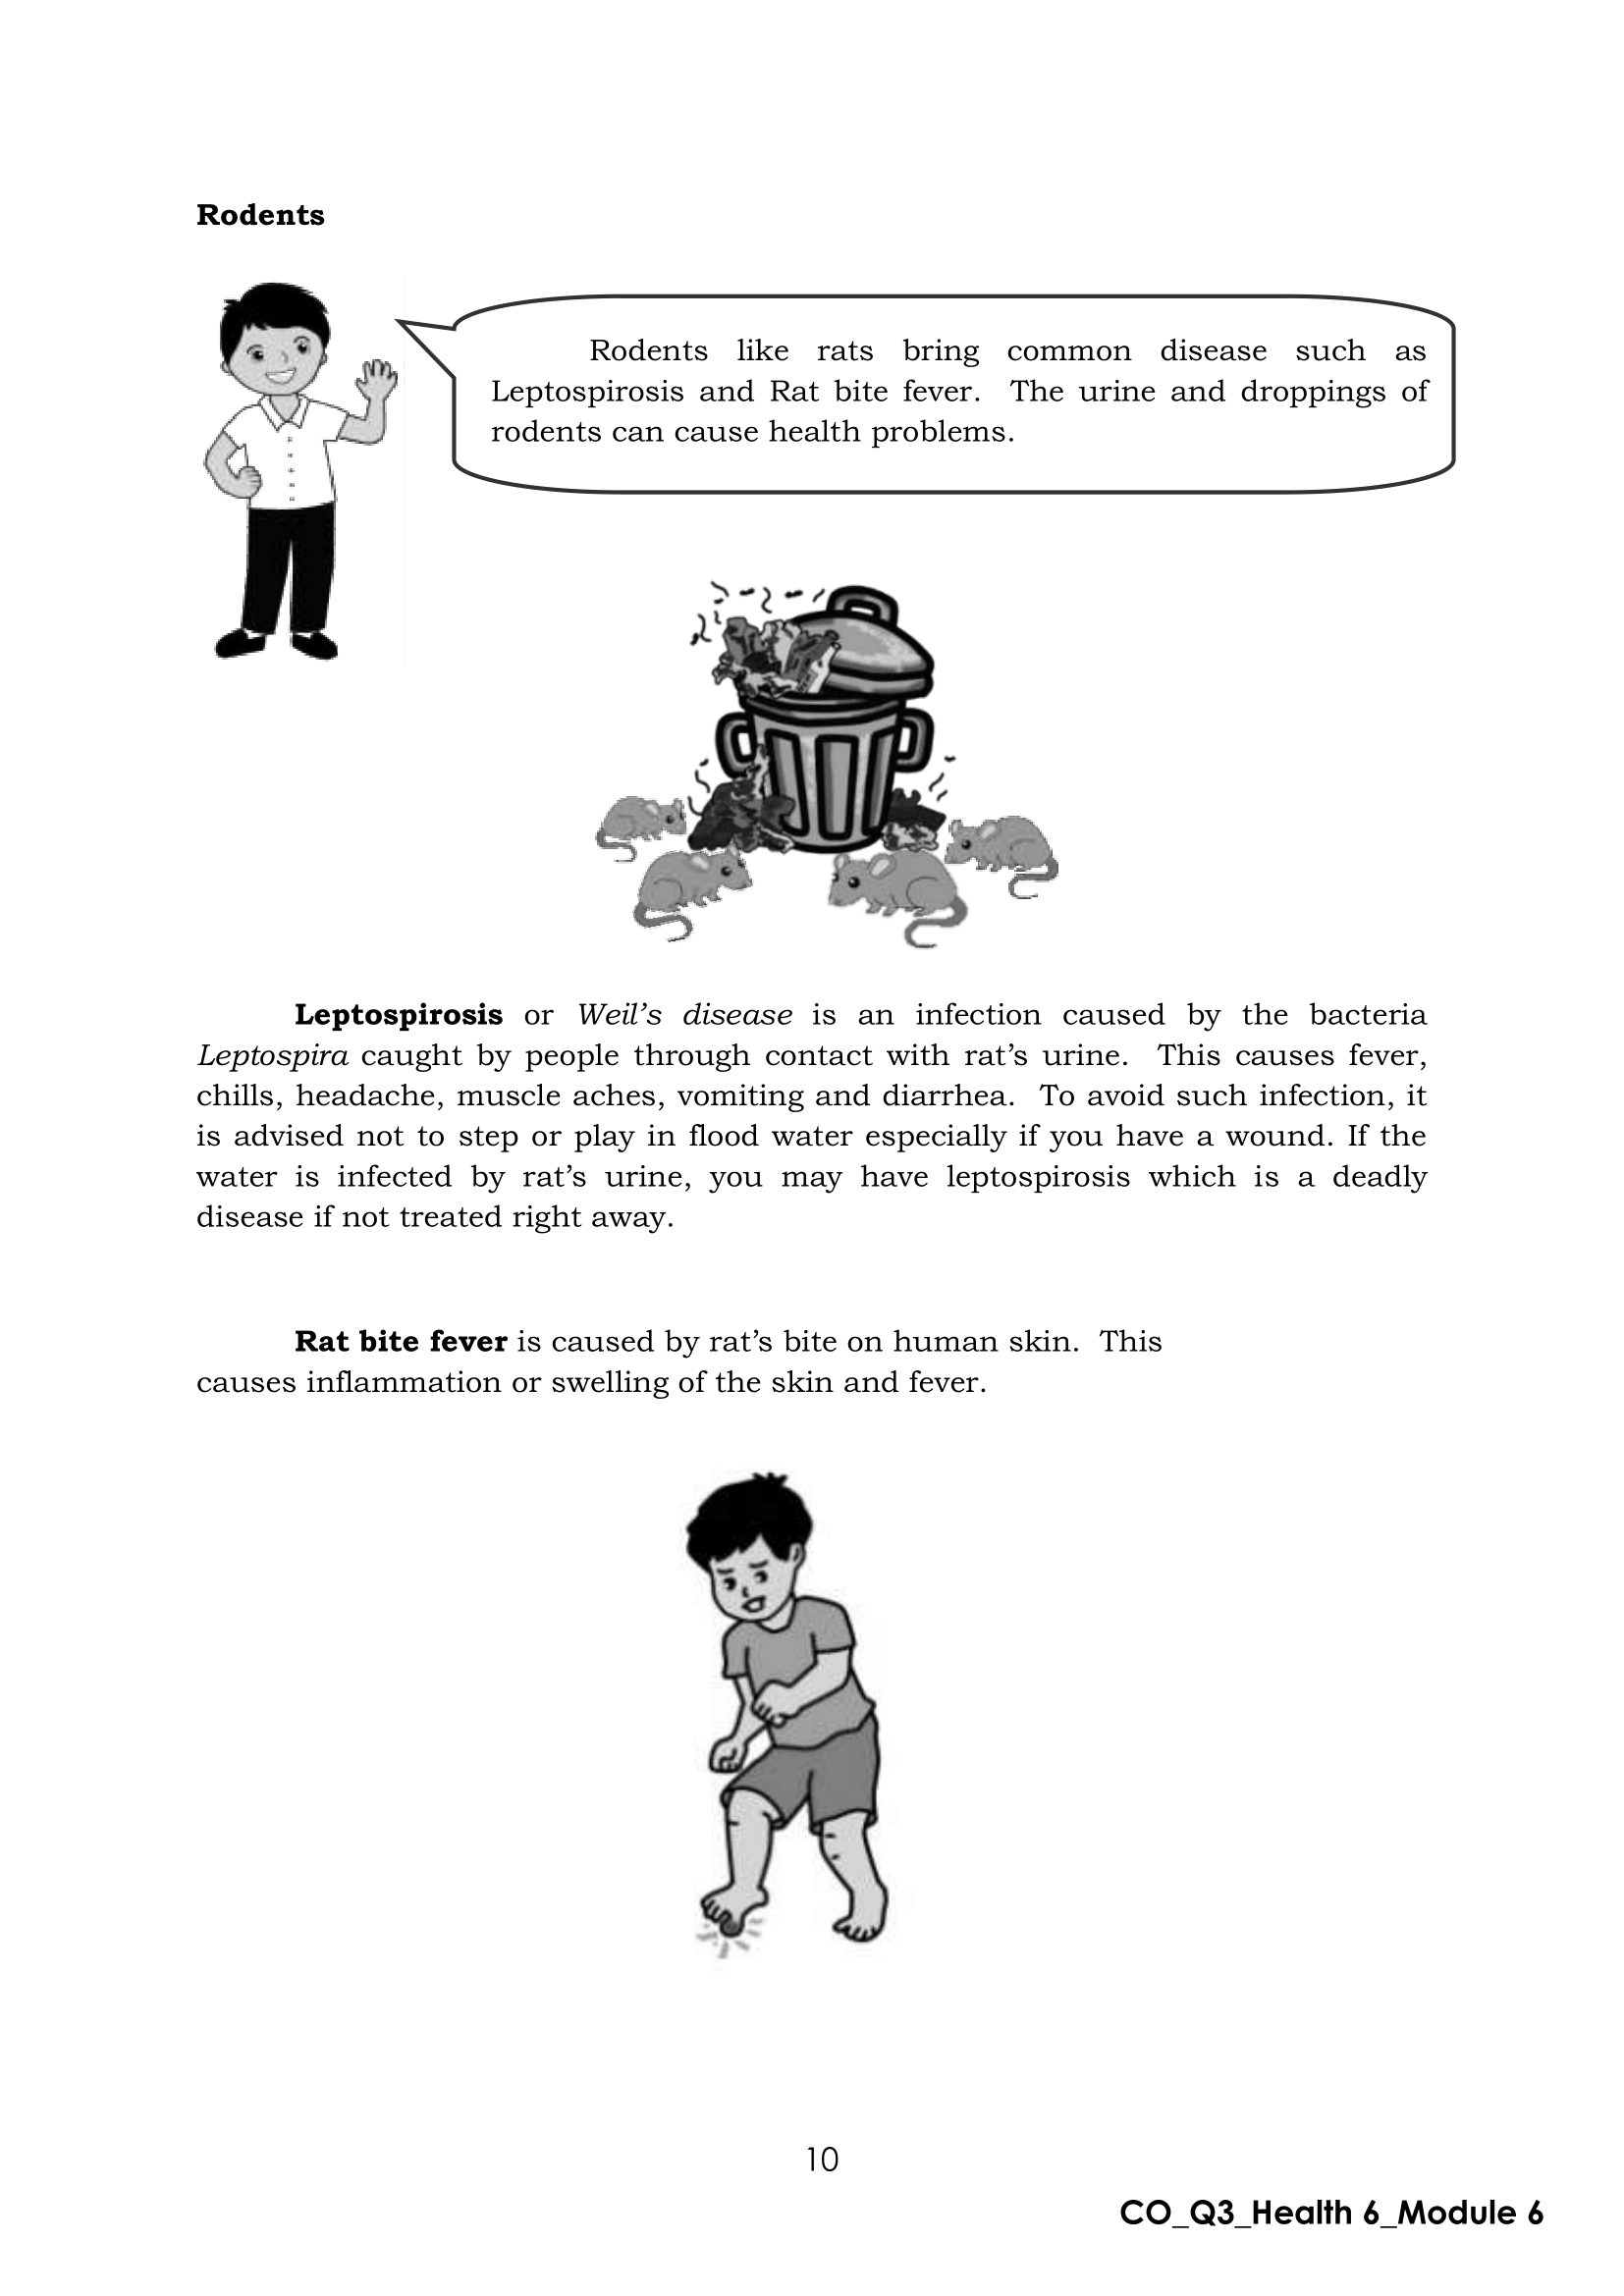 Rodents
Rodents like rats bring common disease such as
Leptospirosis and Rat bite fever.  The urine and droppings of
rodents can cause health problems.
Leptospirosis or Weil’s disease is an infection caused by the bacteria
Leptospira caught by people through contact with rat’s urine.  This causes fever,
chills, headache, muscle aches, vomiting and diarrhea.  To avoid such infection, it
is advised not to step or play in flood water especially if you have a wound. If the
water is infected by rat’s urine, you may have leptospirosis which is a deadly
disease if not treated right away.
Rat bite fever is caused by rat’s bite on human skin.  This
causes inflammation or swelling of the skin and fever.
10
CO_Q3_Health 6_Module 6